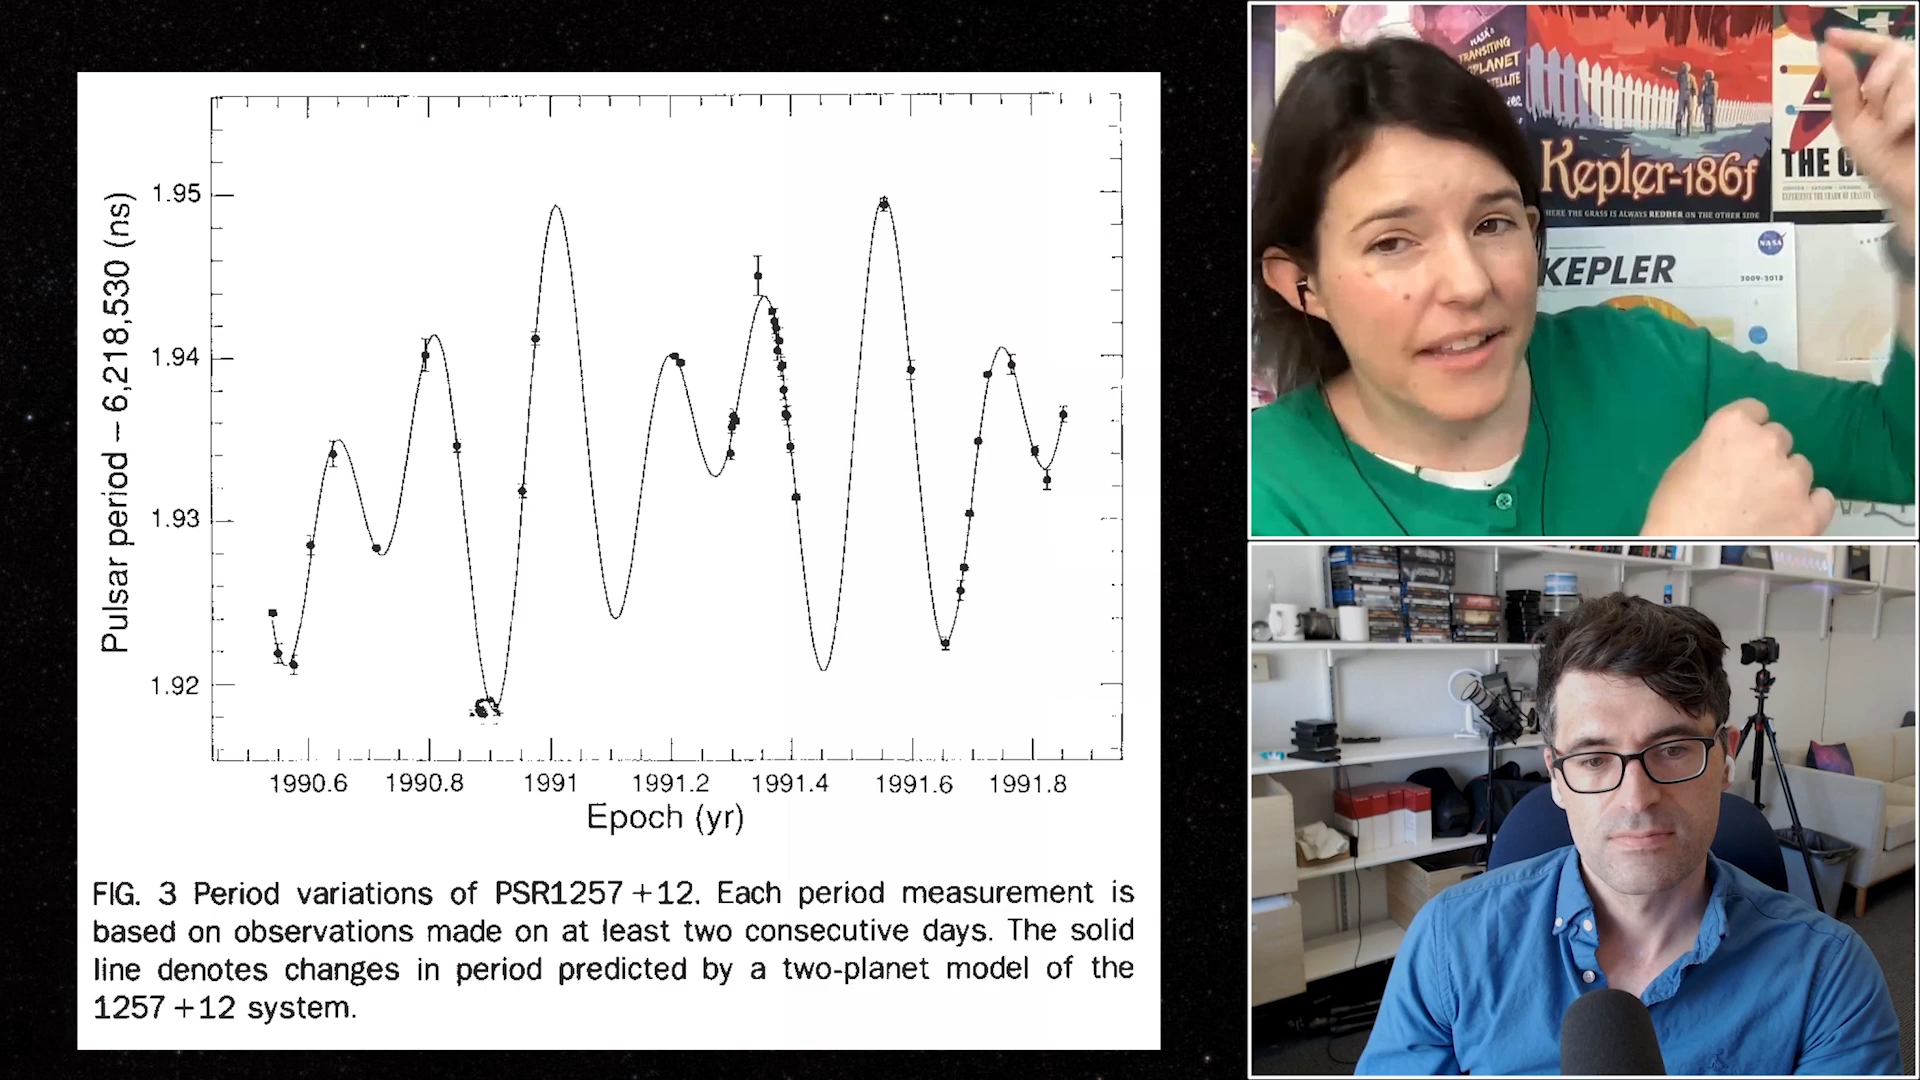 Pulsar period – 6,218,530 (ns)
1.95
1.94
1.93
1.92
1990.6 1990.8 1991 1991.2 1991.4 1991.6 1991.8
Epoch (yr)
FIG. 3 Period variations of PSR1257 +12. Each period measurement is
based on observations made on at least two consecutive days. The solid
line denotes changes in period predicted by a two-planet model of the
1257 +12 system.
NASA's
TRANSITING
Kepler-186f
WHERE THE GRASS IS ALWAYS REDDER ON THE OTHER SIDE
THE
KEPLER
NASA